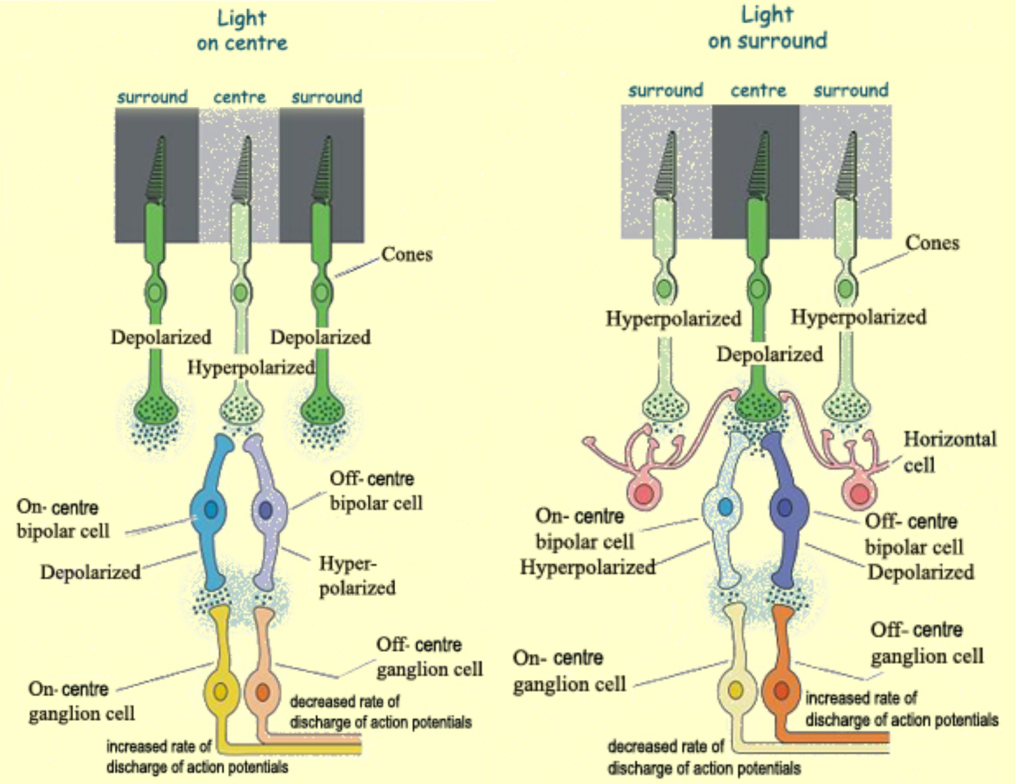 Light
on centre
surround centre surround
Cones
Depolarized Depolarized
Hyperpolarized
Off- centre
bipolar cell
On- centre
bipolar cell
Depolarized
Hyper-
polarized
Off- centre
ganglion cell
On- centre
ganglion cell
decreased rate of
discharge of action potentials
increased rate of
discharge of action potentials
Light
on surround
surround centre surround
Cones
Hyperpolarized Hyperpolarized
Depolarized
Horizontal
cell
On- centre
bipolar cell
Hyperpolarized
Off- centre
bipolar cell
Depolarized
Off- centre
ganglion cell
On- centre
ganglion cell
increased rate of
discharge of action potentials
decreased rate of
discharge of action potentials